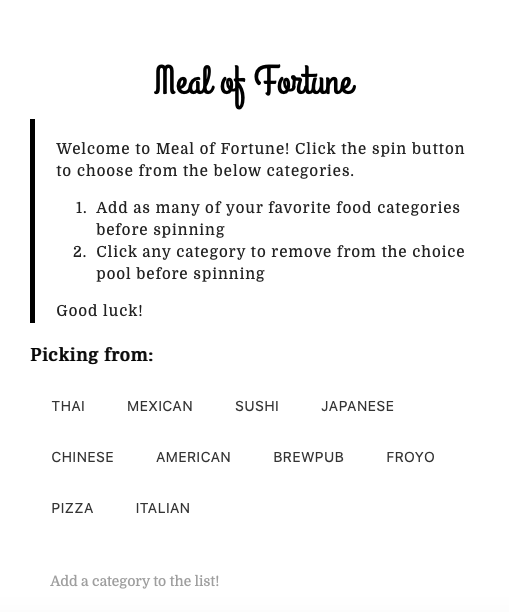 Meal of Fortune
Welcome to Meal of Fortune! Click the spin button
to choose from the below categories.
1. Add as many of your favorite food categories
before spinning
2. Click any category to remove from the choice
pool before spinning
Good luck!
Picking from:
THAI MEXICAN SUSHI JAPANESE
CHINESE AMERICAN BREWPUB FROYO
PIZZA ITALIAN
Add a category to the list!